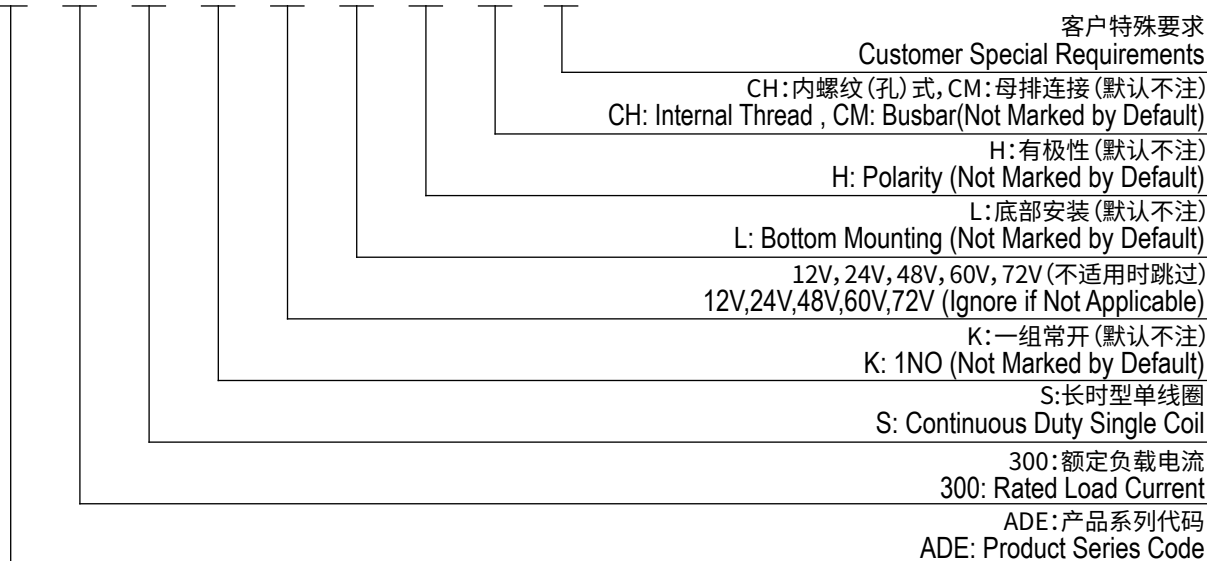 客户特殊要求
Customer Special Requirements
CH:内螺纹(孔)式,CM:母排连接(默认不注)
CH: Internal Thread , CM: Busbar(Not Marked by Default)
H:有极性(默认不注)
H: Polarity (Not Marked by Default)
L:底部安装(默认不注)
L: Bottom Mounting (Not Marked by Default)
12V,24V,48V,60V,72V(不适用时跳过)
12V,24V,48V,60V,72V (Ignore if Not Applicable)
K:一组常开(默认不注)
K: 1NO (Not Marked by Default)
S:长时型单线圈
S: Continuous Duty Single Coil
300:额定负载电流
300: Rated Load Current
ADE:产品系列代码
ADE: Product Series Code